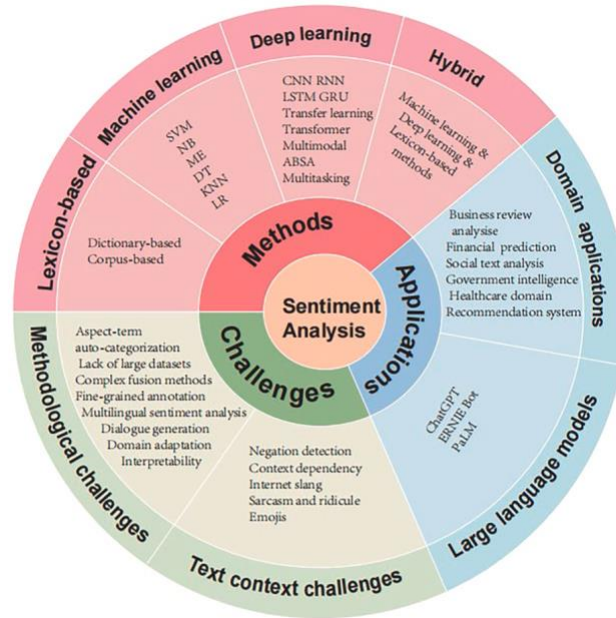 Sentiment
Analysis
Methods
Lexicon-based
Dictionary-based
Corpus-based
Machine learning
SVM
NB
ME
DT
KNN
LR
Deep learning
CNN RNN
LSTM GRU
Transfer learning
Transformer
Multimodal
ABSA
Multitasking
Hybrid
Machine learning &
Deep learning &
Lexicon-based
methods
Applications
Domain applications
Business review
analysise
Financial prediction
Social text analysis
Government intelligence
Healthcare domain
Recommendation system
Large language models
ChatGPT
ERNIE Bot
PaLM
Challenges
Text context challenges
Negation detection
Context dependency
Internet slang
Sarcasm and ridicule
Emojis
Methodological challenges
Aspect-term
auto-categorization
Lack of large datasets
Complex fusion methods
Fine-grained annotation
Multilingual sentiment analysis
Dialogue generation
Domain adaptation
Interpretability